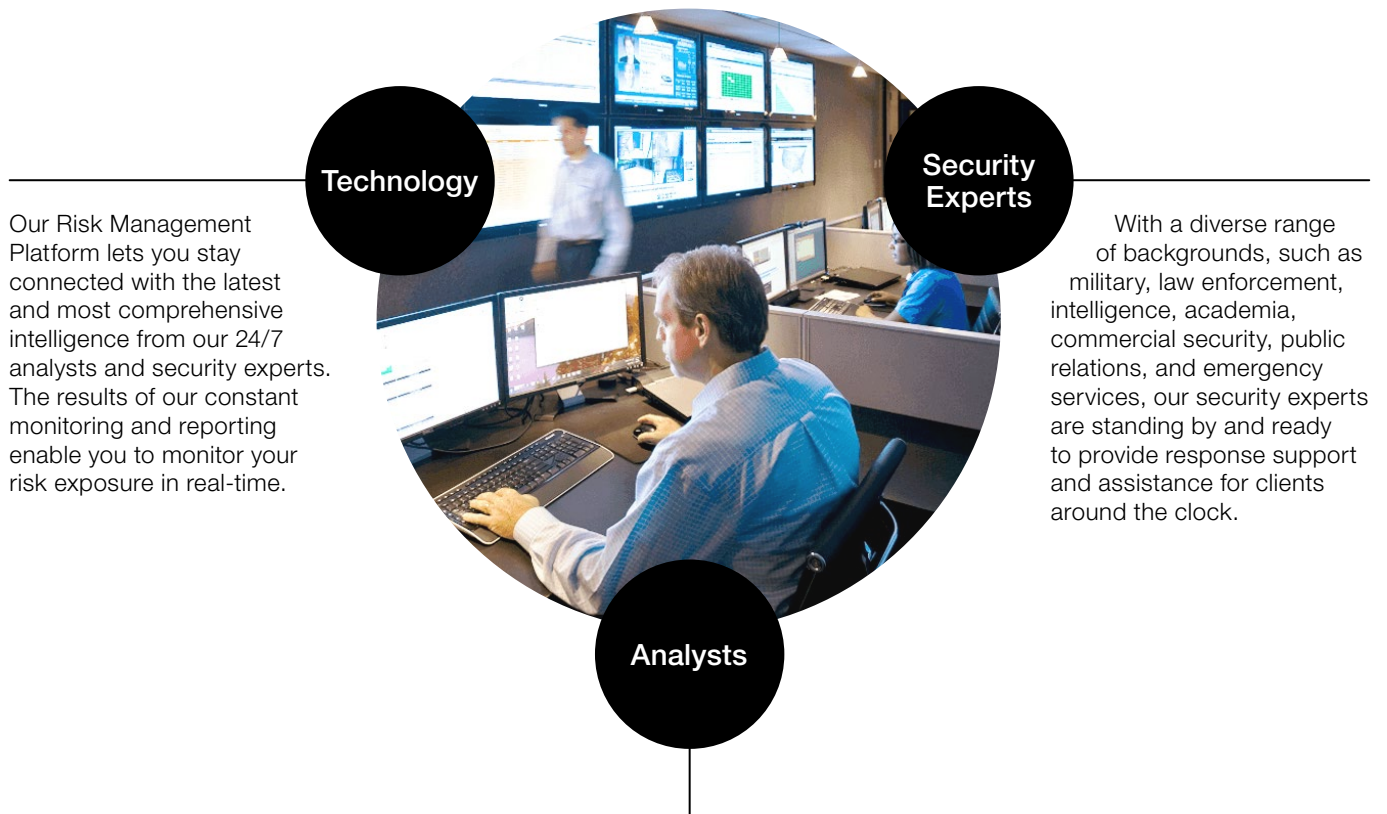 Technology
Our Risk Management
Platform lets you stay
connected with the latest
and most comprehensive
intelligence from our 24/7
analysts and security experts.
The results of our constant
monitoring and reporting
enable you to monitor your
risk exposure in real-time.
Security
Experts
With a diverse range
of backgrounds, such as
military, law enforcement,
intelligence, academia,
commercial security, public
relations, and emergency
services, our security experts
are standing by and ready
to provide response support
and assistance for clients
around the clock.
Analysts